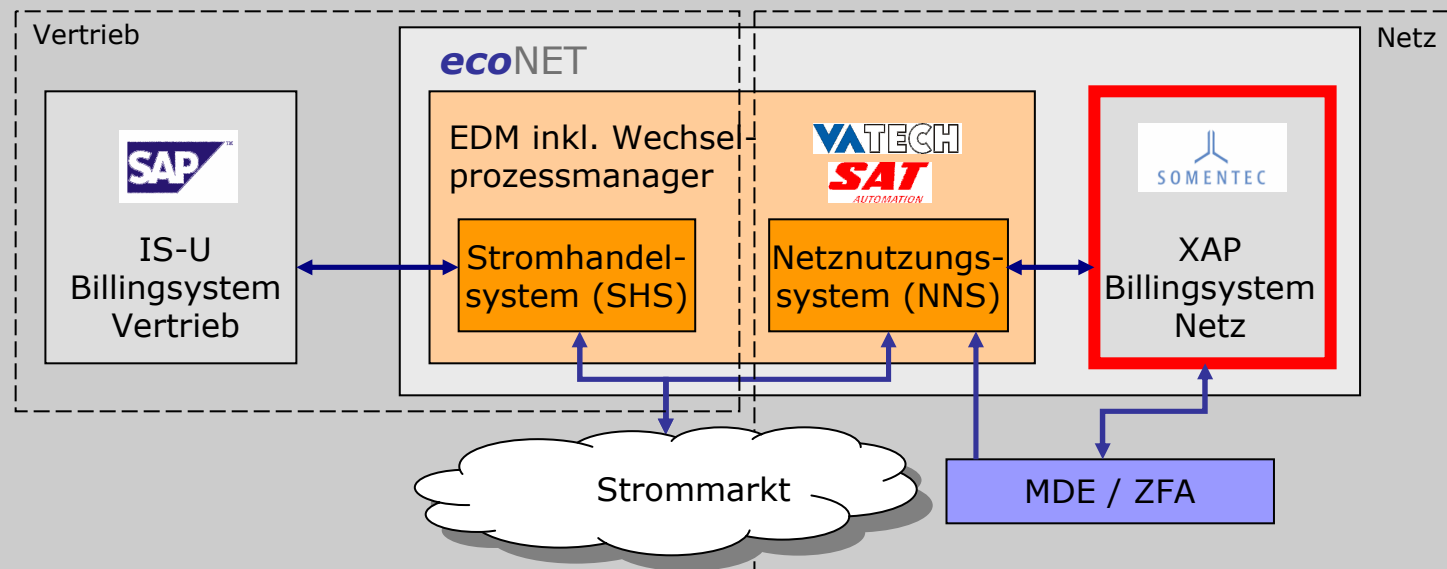 Vertrieb
Netz
ecoNET
EDM inkl. Wechsel-
prozessmanager
VATECH
SAT
AUTOMATION
SAP™
IS-U
Billingsystem
Vertrieb
Stromhandel-
system (SHS)
Netznutzungs-
system (NNS)
SOMENTEC
XAP
Billingsystem
Netz
Strommarkt
MDE / ZFA